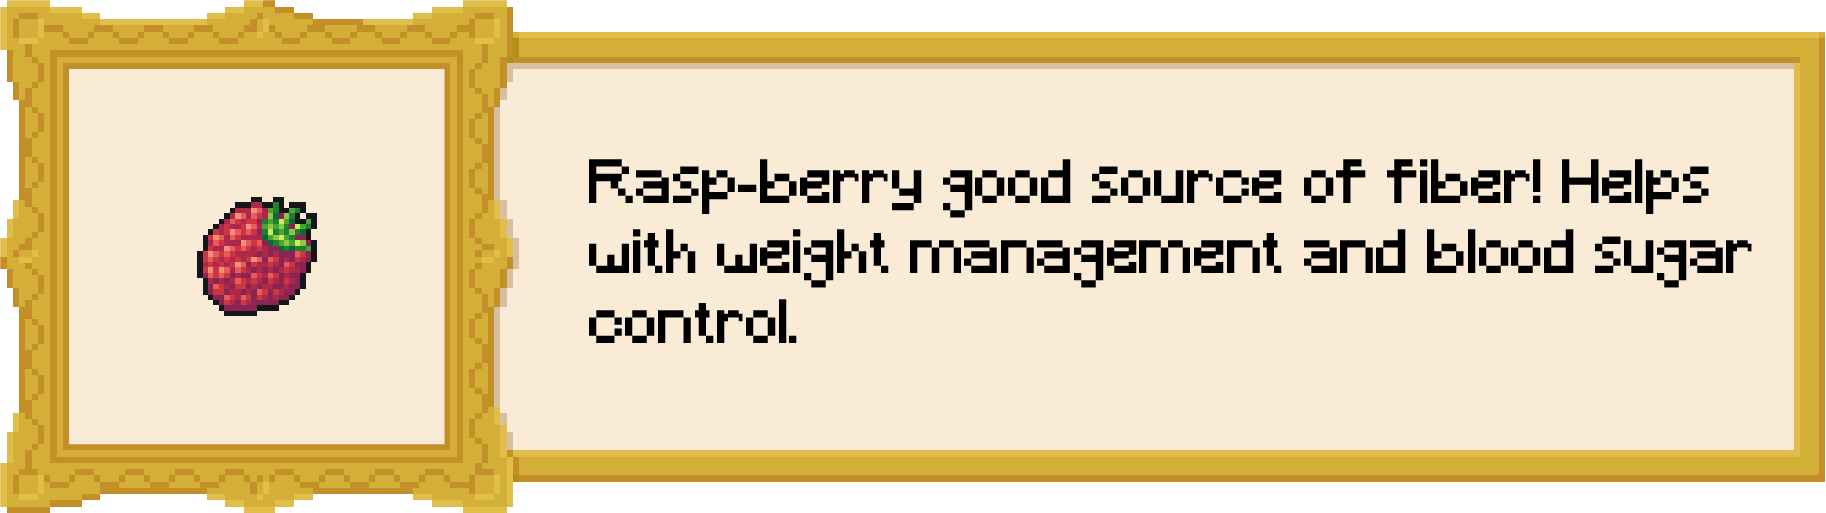 Rasp-berry good source of fiber! Helps
with weight management and blood sugar
control.